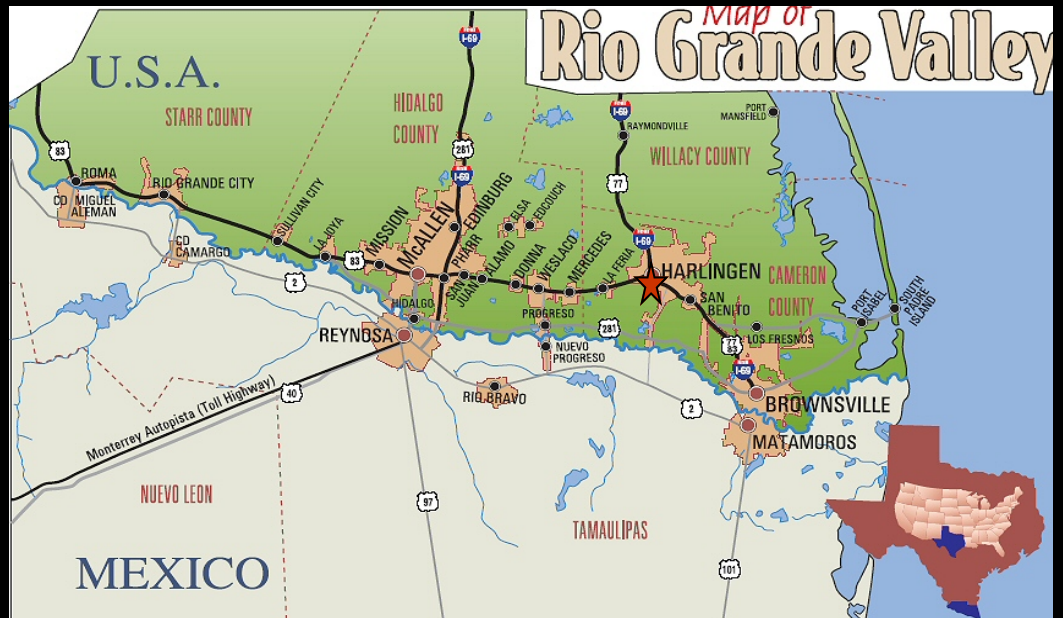 Map of
Rio Grande Valley
U.S.A.
STARR COUNTY
HIDALGO
COUNTY
WILLACY COUNTY
CAMERON
COUNTY
PORT
MANSFIELD
RAYMONDVILLE
I-69
I-69
281
I-69
77
I-69
83
ROMA
RIO GRANDE CITY
CD MIGUEL
ALEMAN
CD
CAMARGO
SULLIVAN CITY
LA JOYA
83
MISSION
McALLEN
EDINBURG
PHARR
SAN
JUAN
ALAMO
ELSA
EDCOUCH
DONNA
WESLACO
MERCEDES
LA FERIA
HARLINGEN
SAN
BENITO
PORT
ISABEL
SOUTH
PADRE
ISLAND
LOS FRESNOS
HIDALGO
PROGRESO
281
77
83
I-69
2
REYNOSA
NUEVO
PROGRESO
RIO BRAVO
2
BROWNSVILLE
MATAMOROS
Monterrey Autopista (Toll Highway)
40
97
101
NUEVO LEON
TAMAULIPAS
MEXICO